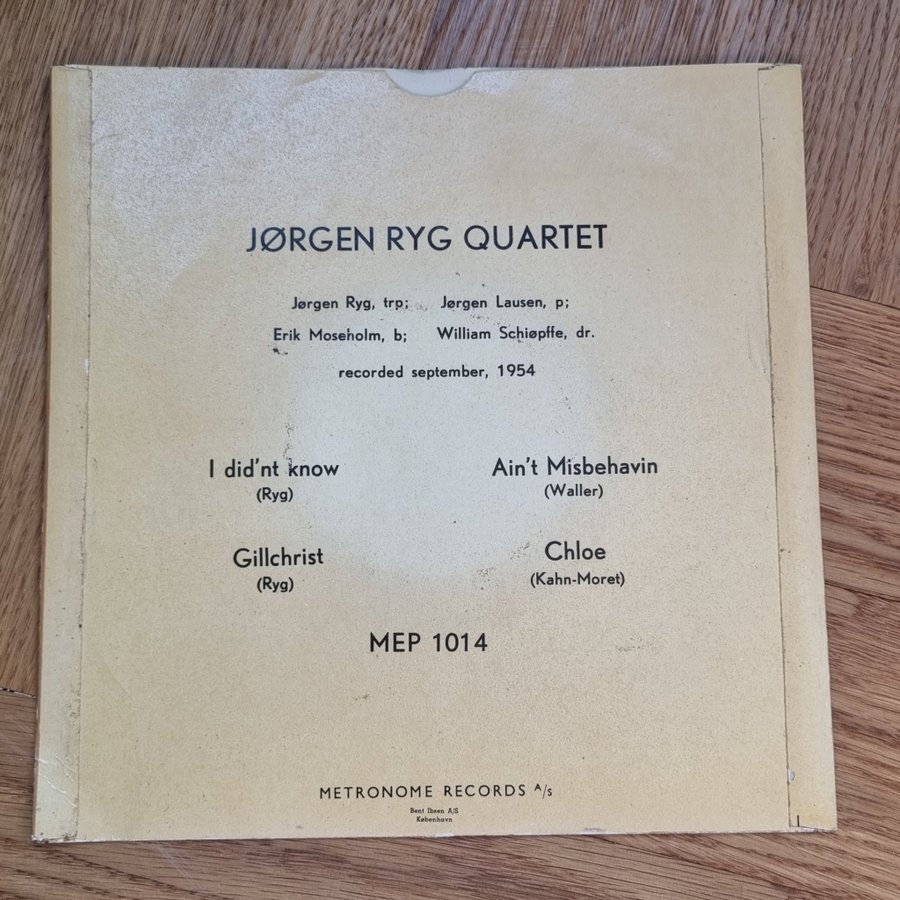 JØRGEN RYG QUARTET
Jørgen Ryg, trp; Jørgen Lausen, p;
Erik Moseholm, b; William Schiøpffe, dr.
recorded september, 1954
I did'nt know Ain't Misbehavin
(Ryg) (Waller)
Gillchrist Chloe
(Ryg) (Kahn-Moret)
MEP 1014
METRONOME RECORDS A/s
Bent Ibsen A/S
København